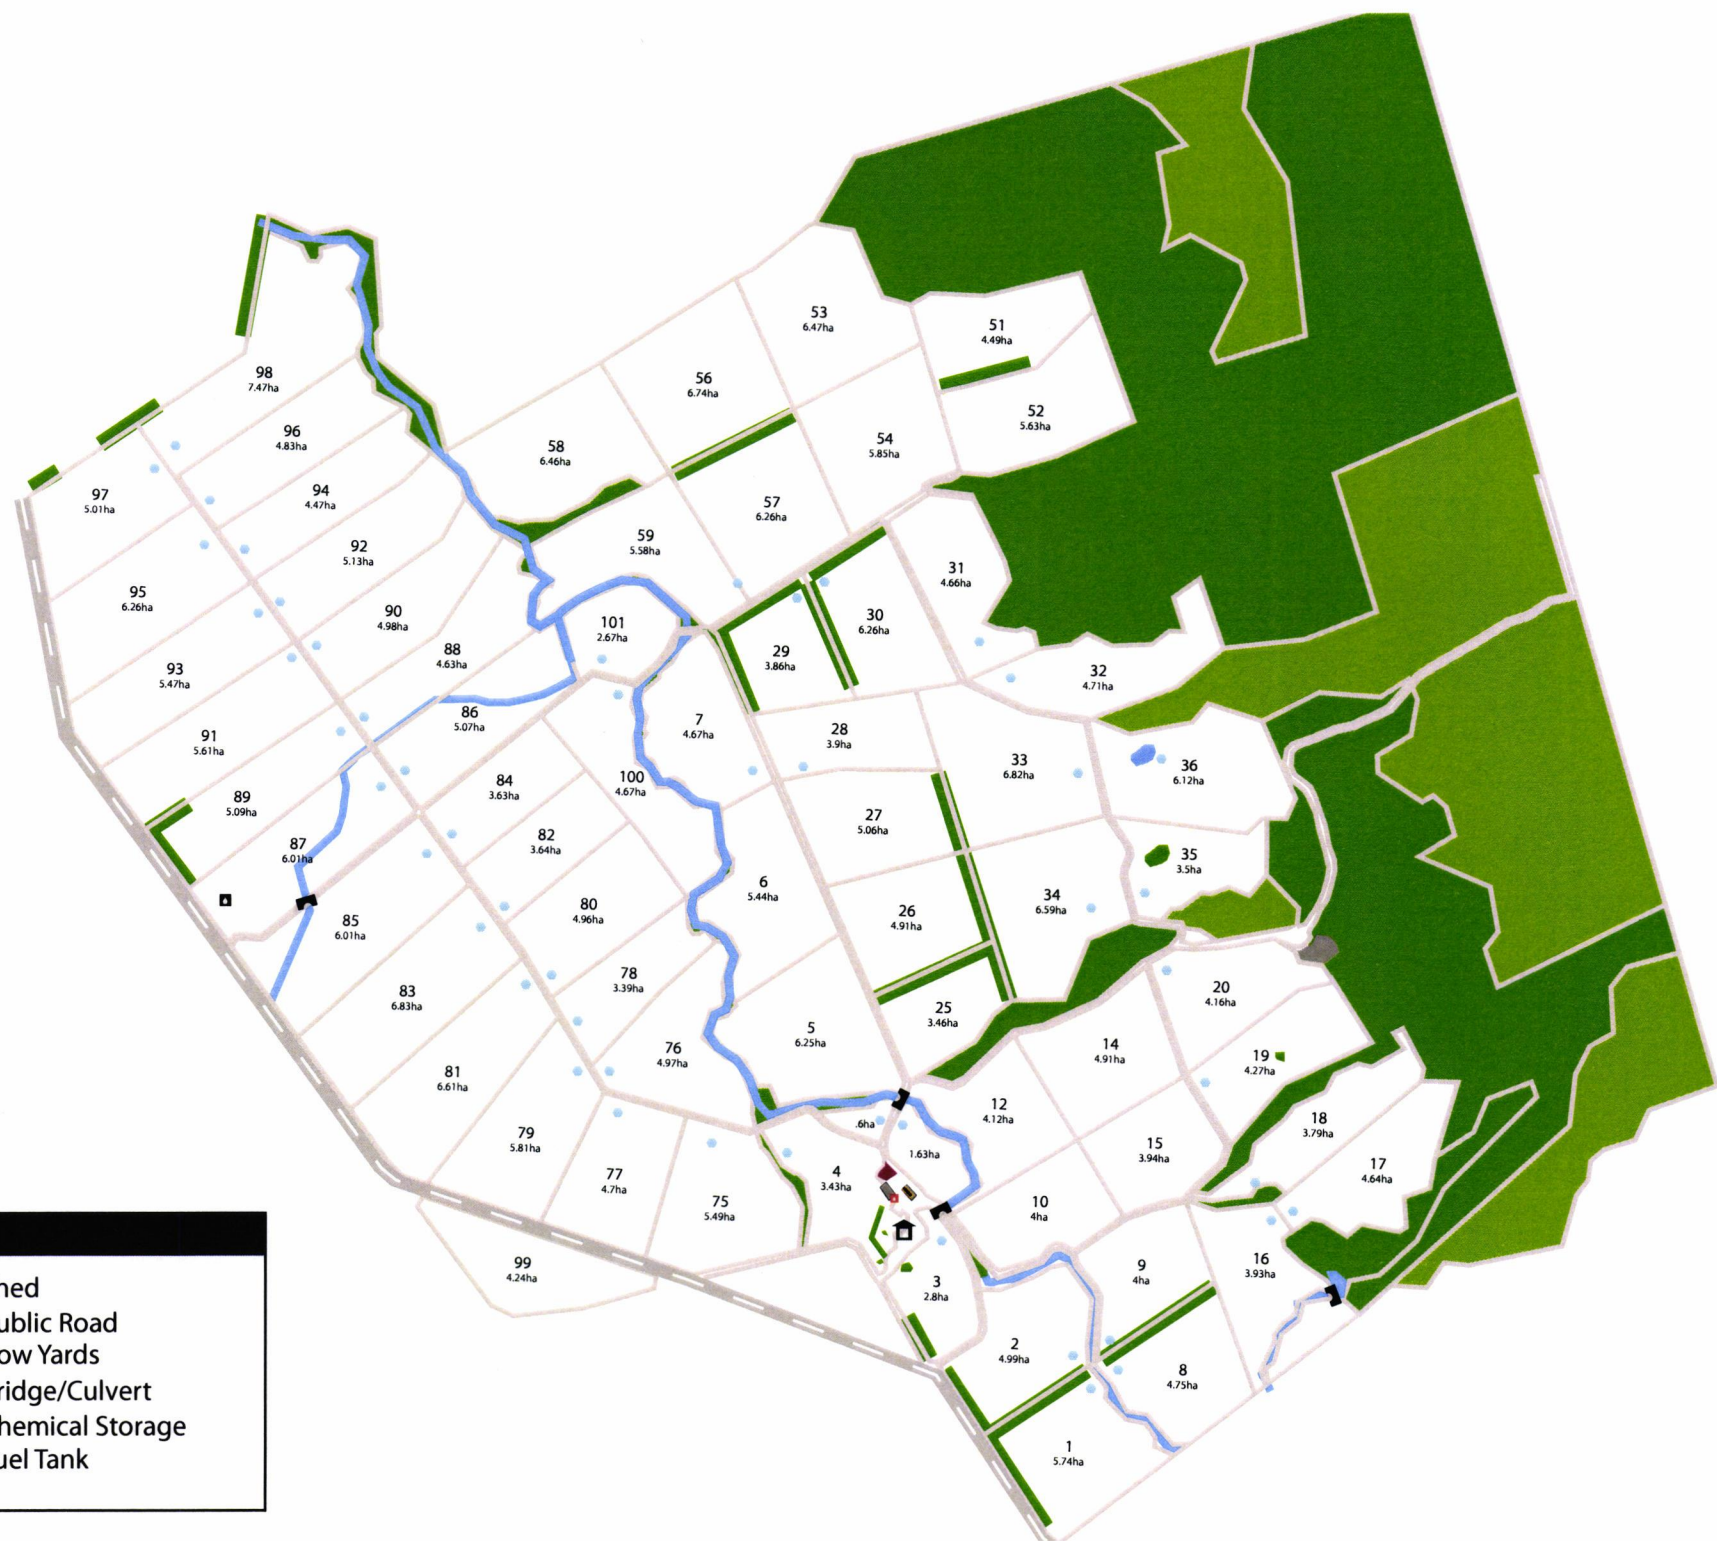 53
6.47ha
51
4.49ha
56
6.74ha
98
7.47ha
52
5.63ha
96
4.83ha
58
6.46ha
54
5.85ha
94
4.47ha
97
5.01ha
57
6.26ha
59
5.58ha
92
5.13ha
31
4.66ha
95
6.26ha
90
4.98ha
101
2.67ha
30
6.26ha
29
3.86ha
88
4.63ha
93
5.47ha
32
4.71ha
86
5.07ha
7
4.67ha
28
3.9ha
91
5.61ha
33
6.82ha
36
6.12ha
84
3.63ha
100
4.67ha
89
5.09ha
27
5.06ha
87
6.01ha
82
3.64ha
35
3.5ha
6
5.44ha
34
6.59ha
80
4.96ha
26
4.91ha
85
6.01ha
78
3.39ha
83
6.83ha
20
4.16ha
25
3.46ha
5
6.25ha
76
4.97ha
14
4.91ha
19
4.27ha
81
6.61ha
12
4.12ha
18
3.79ha
.6ha
79
5.81ha
15
3.94ha
1.63ha
17
4.64ha
4
3.43ha
77
4.7ha
75
5.49ha
10
4ha
99
4.24ha
9
4ha
16
3.93ha
3
2.8ha
2
4.99ha
8
4.75ha
1
5.74ha
ned
ublic Road
ow Yards
ridge/Culvert
hemical Storage
uel Tank